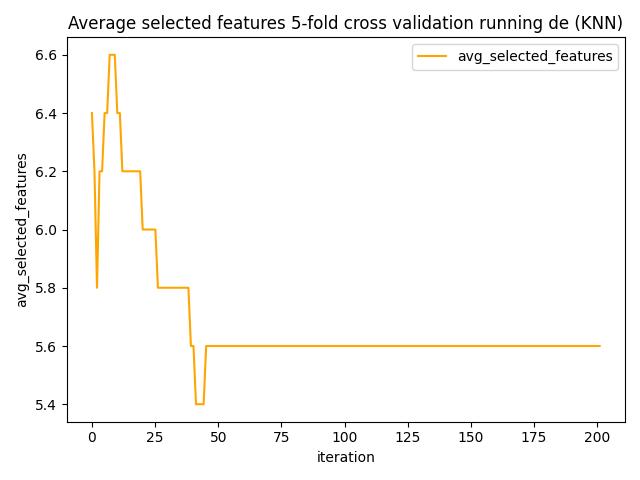 Average selected features 5-fold cross validation running de (KNN)
avg_selected_features
6.6
6.4
6.2
6.0
5.8
5.6
5.4
avg_selected_features
0 25 50 75 100 125 150 175 200
iteration